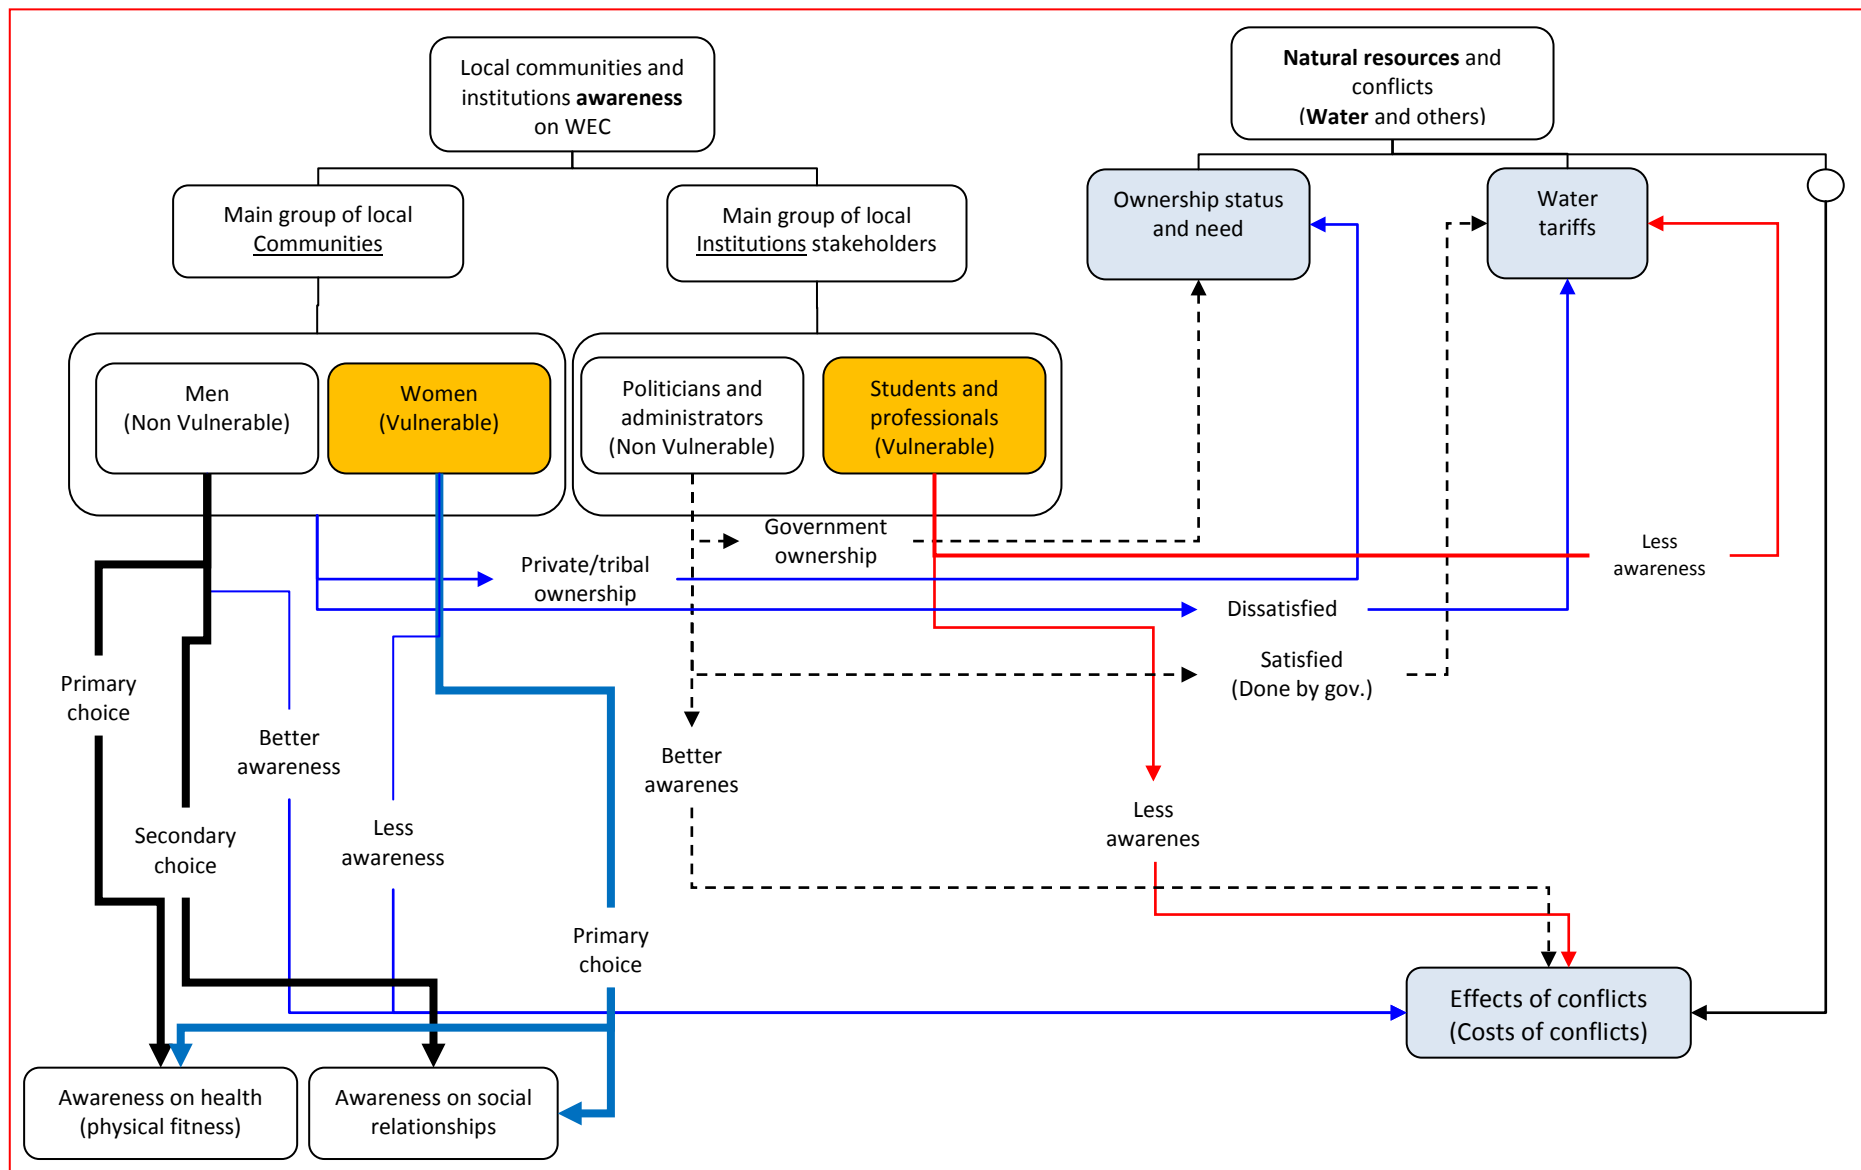 Local communities and
institutions awareness
on WEC
Natural resources and
conflicts
(Water and others)
Main group of local
Communities
Main group of local
Institutions stakeholders
Ownership status
and need
Water
tariffs
Men
(Non Vulnerable)
Women
(Vulnerable)
Politicians and
administrators
(Non Vulnerable)
Students and
professionals
(Vulnerable)
Government
ownership
Less
awareness
Private/tribal
ownership
Dissatisfied
Satisfied
(Done by gov.)
Primary
choice
Better
awareness
Better
awarenes
Secondary
choice
Less
awareness
Less
awarenes
Primary
choice
Effects of conflicts
(Costs of conflicts)
Awareness on health
(physical fitness)
Awareness on social
relationships